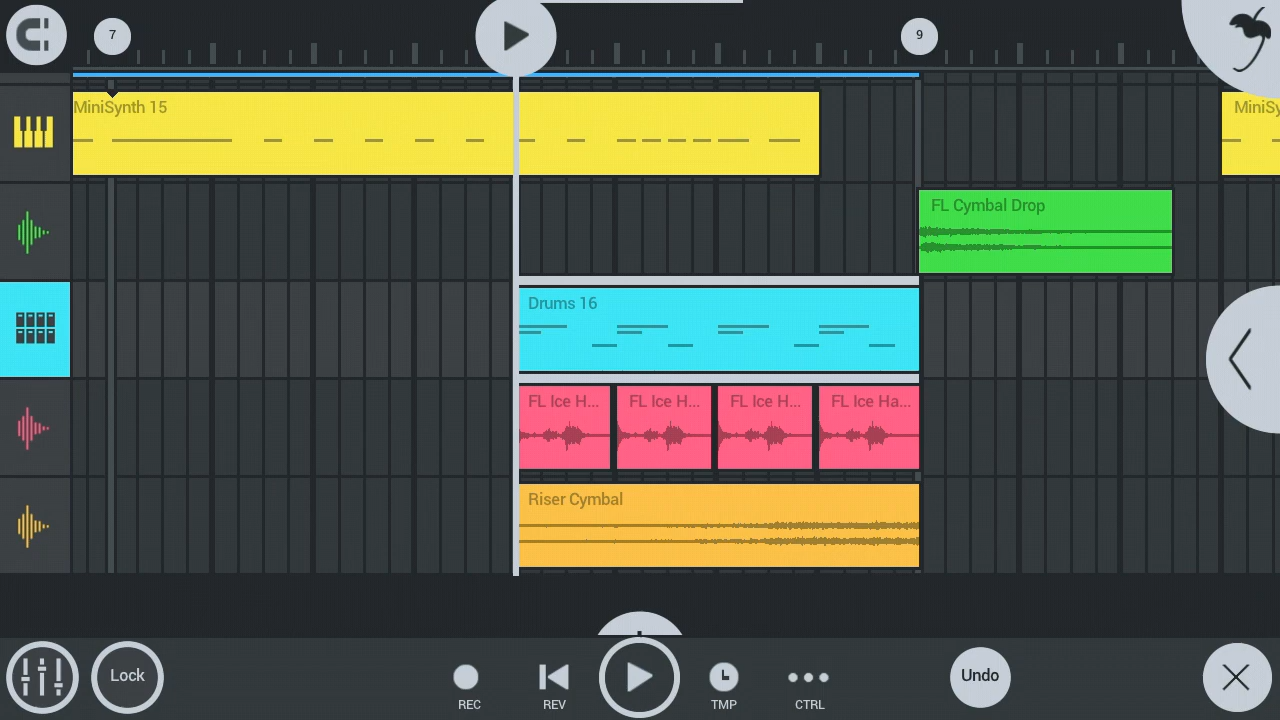 7
9
MiniSynth 15
MiniSy
FL Cymbal Drop
Drums 16
FL Ice H... FL Ice H... FL Ice H... FL Ice Ha...
Riser Cymbal
Lock
REC REV TMP CTRL
Undo